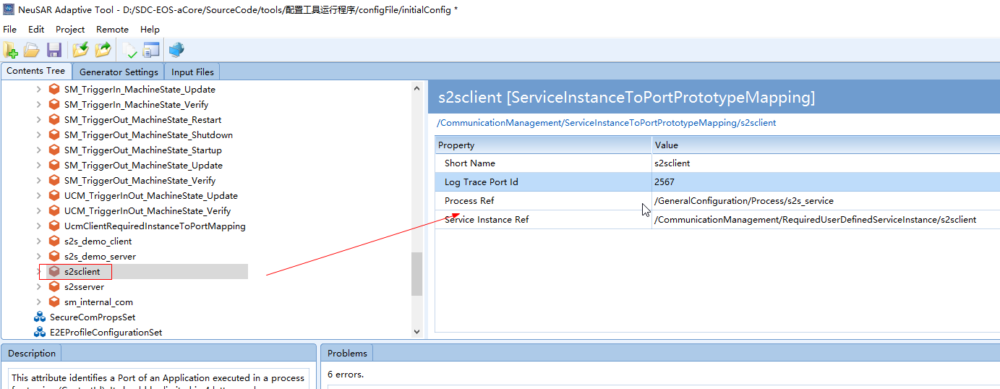 NeuSAR Adaptive Tool - D:/SDC-EOS-aCore/SourceCode/tools/配置工具运行程序/configFile/initialConfig *
File Edit Project Remote Help
Contents Tree Generator Settings Input Files
SM_TriggerIn_MachineState_Update
SM_TriggerIn_MachineState_Verify
SM_TriggerOut_MachineState_Restart
SM_TriggerOut_MachineState_Shutdown
SM_TriggerOut_MachineState_Startup
SM_TriggerOut_MachineState_Update
SM_TriggerOut_MachineState_Verify
UCM_TriggerInOut_MachineState_Update
UCM_TriggerInOut_MachineState_Verify
UcmClientRequiredInstanceToPortMapping
s2s_demo_client
s2s_demo_server
s2sclient
s2sserver
sm_internal_com
SecureComPropsSet
E2EProfileConfigurationSet
s2sclient [ServiceInstanceToPortPrototypeMapping]
/CommunicationManagement/ServiceInstanceToPortPrototypeMapping/s2sclient
Property Value
Short Name s2sclient
Log Trace Port Id 2567
Process Ref /GeneralConfiguration/Process/s2s_service
Service Instance Ref /CommunicationManagement/RequiredUserDefinedServiceInstance/s2sclient
Description
This attribute identifies a Port of an Application executed in a process
Problems
6 errors.